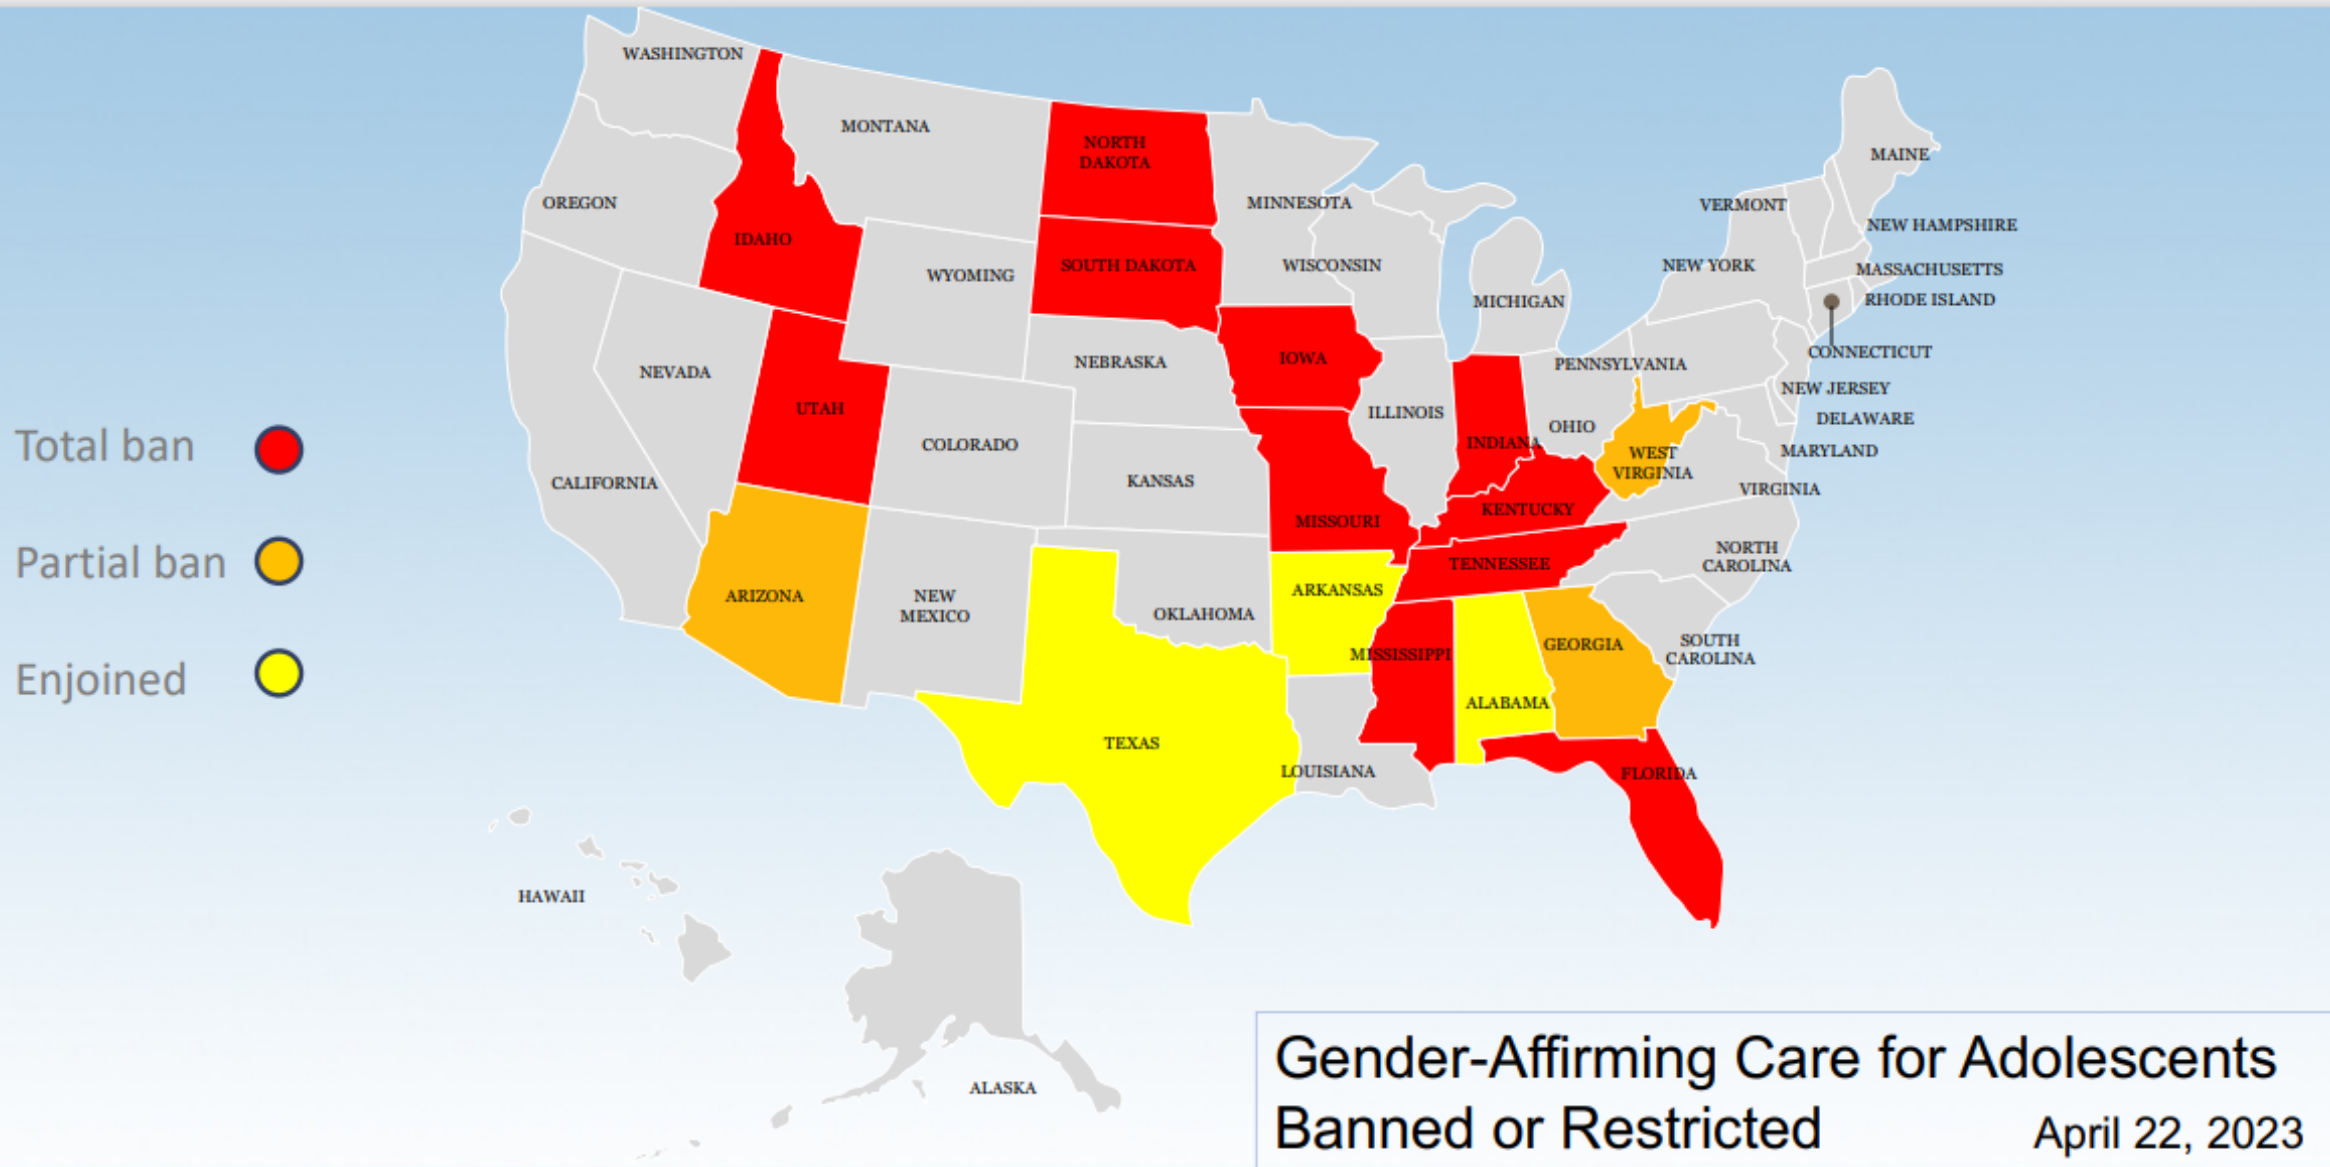 WASHINGTON
MONTANA
NORTH
DAKOTA
MINNESOTA
MAINE
VERMONT
NEW HAMPSHIRE
OREGON
IDAHO
WYOMING
SOUTH DAKOTA
WISCONSIN
MICHIGAN
NEW YORK
MASSACHUSETTS
RHODE ISLAND
CONNECTICUT
NEVADA
UTAH
NEBRASKA
IOWA
ILLINOIS
INDIANA
OHIO
PENNSYLVANIA
NEW JERSEY
DELAWARE
MARYLAND
CALIFORNIA
COLORADO
KANSAS
MISSOURI
KENTUCKY
WEST
VIRGINIA
VIRGINIA
ARIZONA
NEW
MEXICO
OKLAHOMA
ARKANSAS
TENNESSEE
NORTH
CAROLINA
TEXAS
LOUISIANA
MISSISSIPPI
ALABAMA
GEORGIA
SOUTH
CAROLINA
FLORIDA
HAWAII
ALASKA
Total ban
Partial ban
Enjoined
Gender-Affirming Care for Adolescents
Banned or Restricted
April 22, 2023